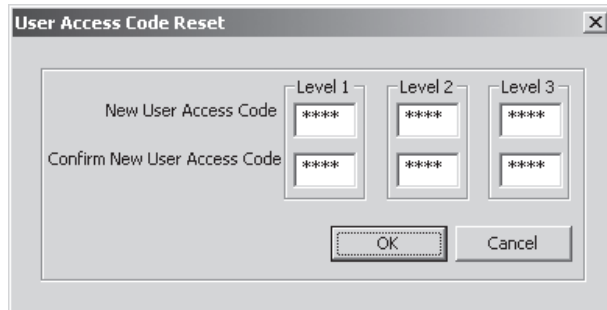 User Access Code Reset
Level 1 Level 2 Level 3
New User Access Code **** **** ****
Confirm New User Access Code **** **** ****
OK Cancel